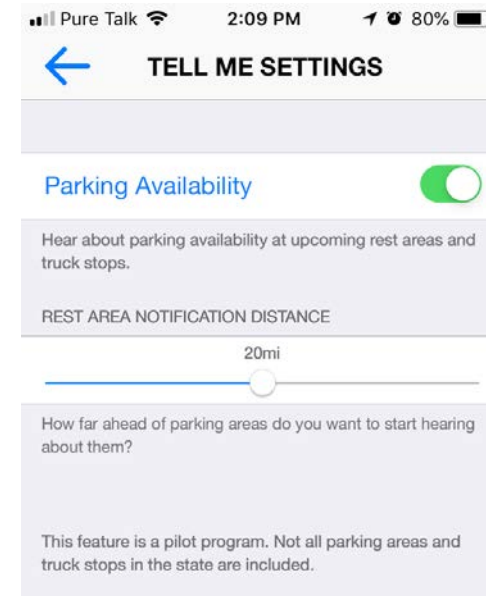 Pure Talk 2:09 PM 80%
TELL ME SETTINGS
Parking Availability
Hear about parking availability at upcoming rest areas and
truck stops.
REST AREA NOTIFICATION DISTANCE
20mi
How far ahead of parking areas do you want to start hearing
about them?
This feature is a pilot program. Not all parking areas and
truck stops in the state are included.